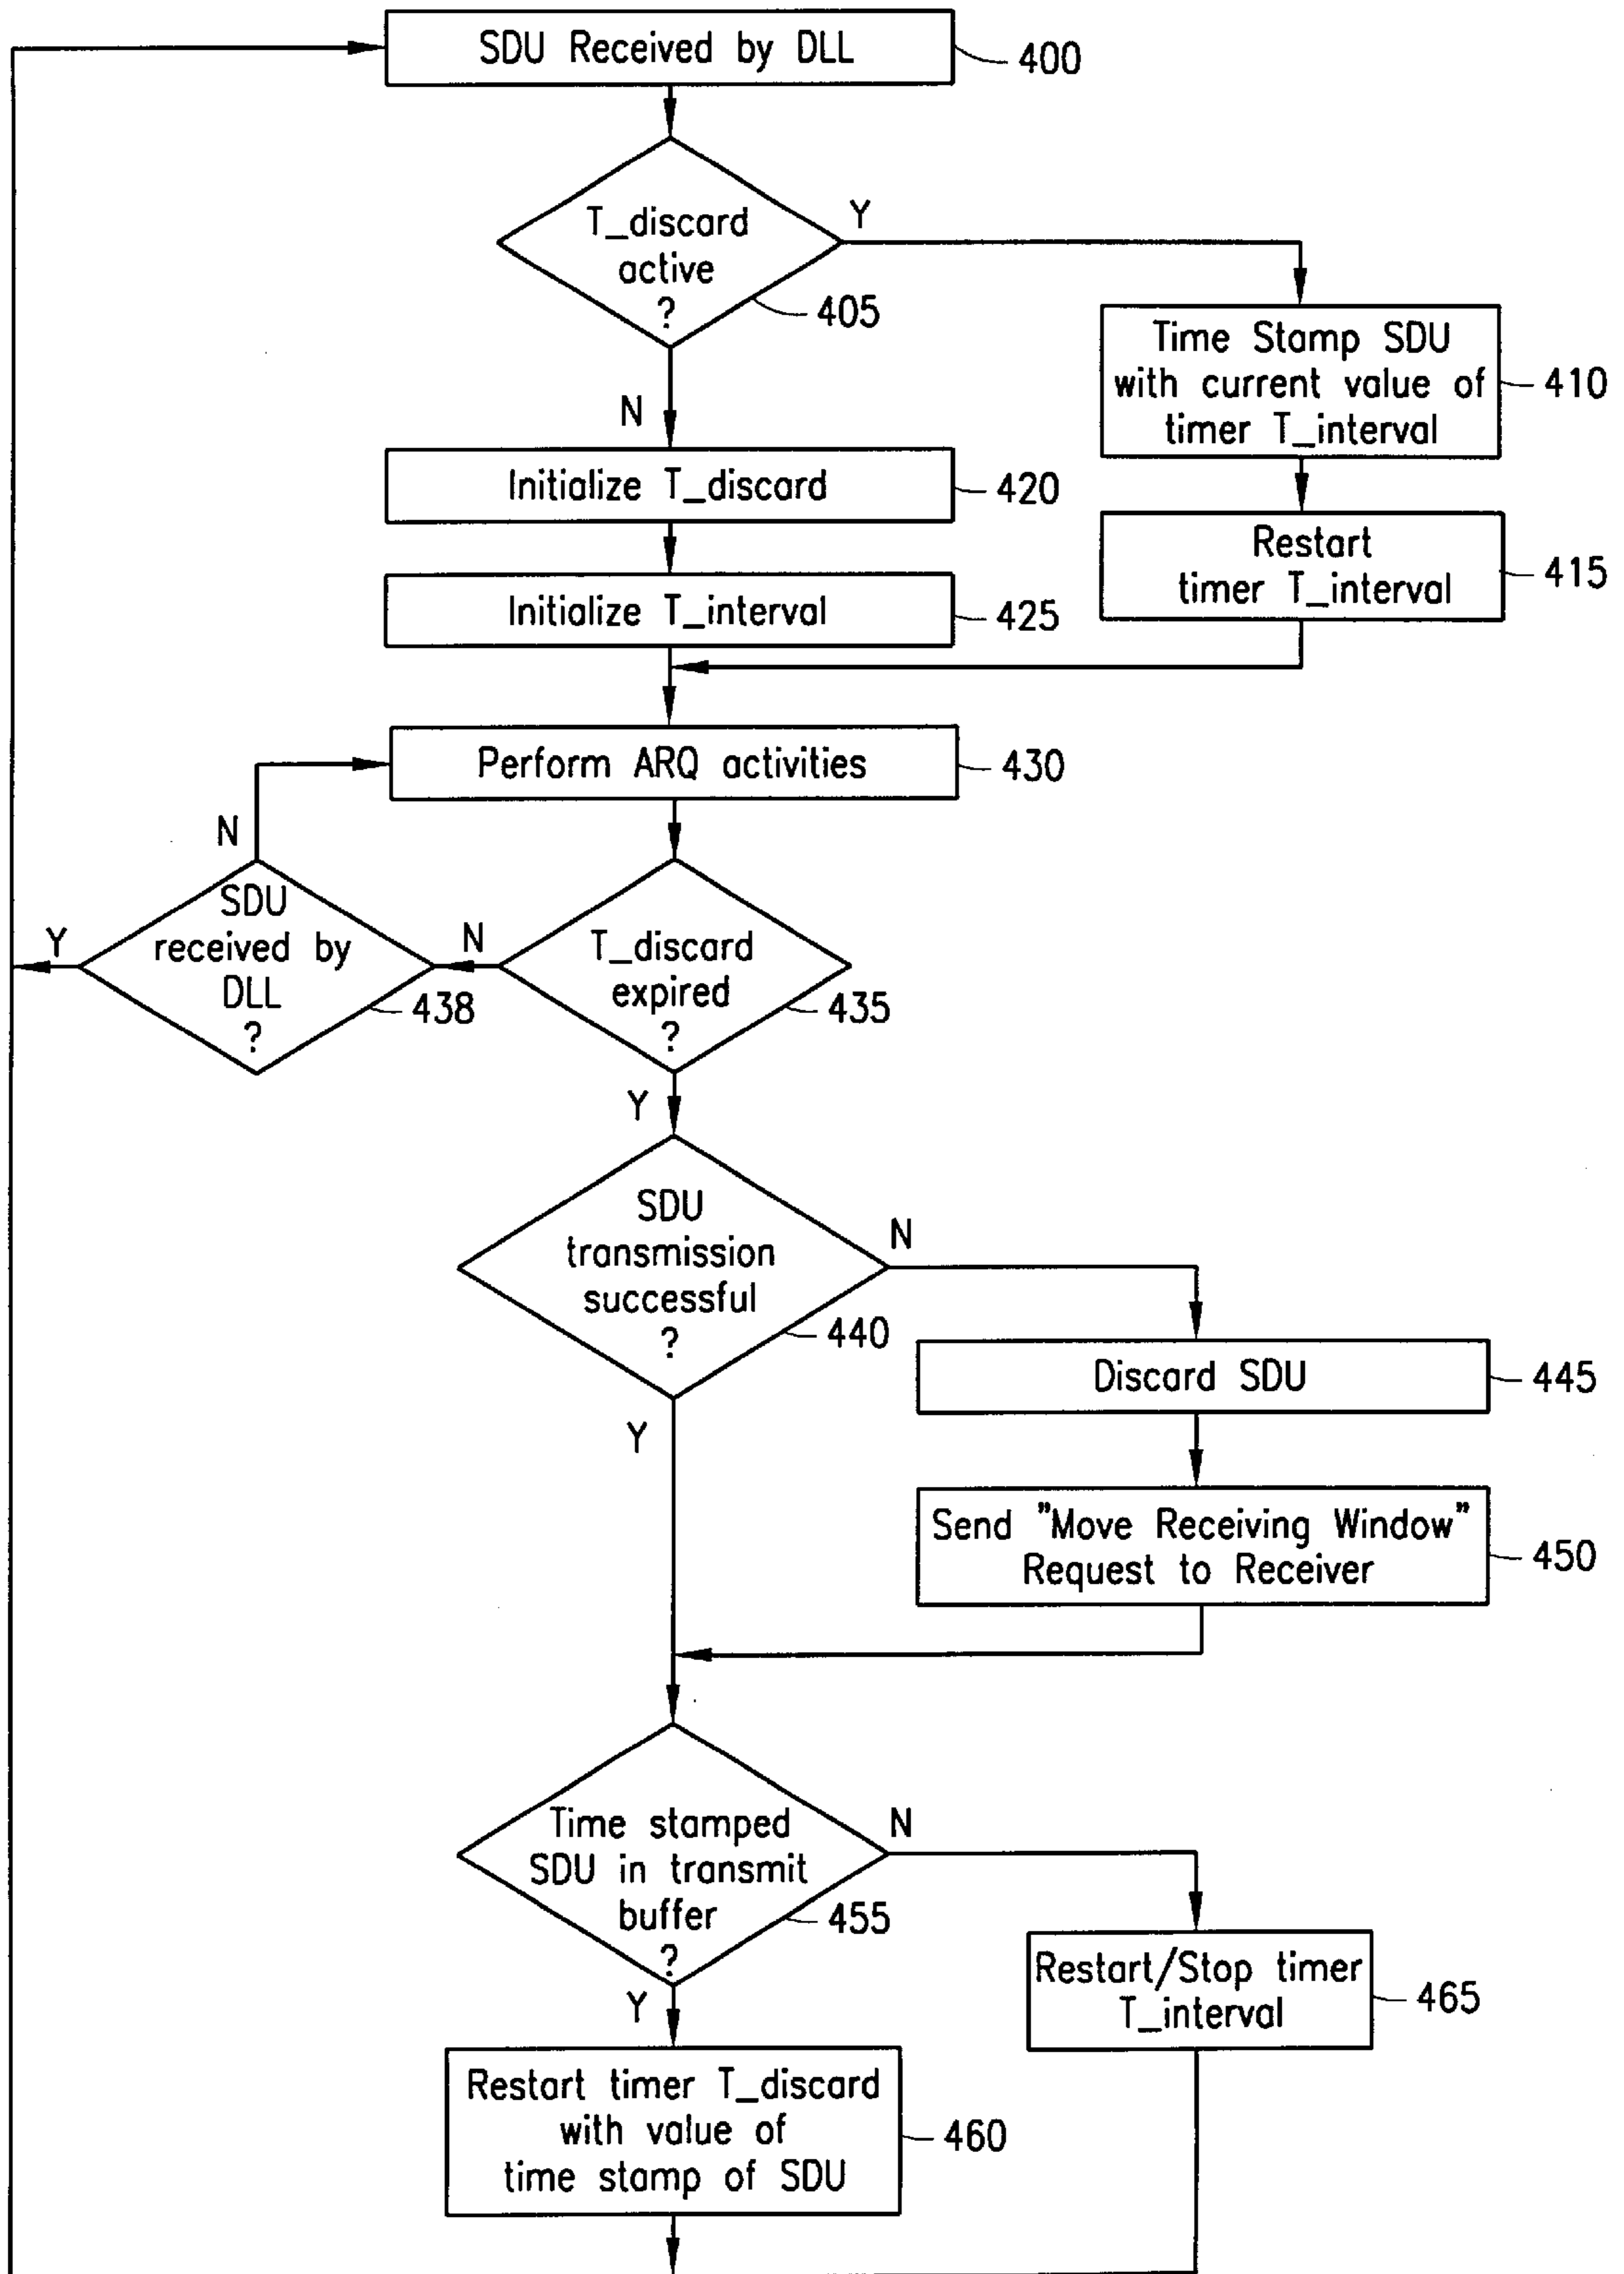 SDU Received by DLL
400
T_discard
active
?
405
Y
N
Time Stamp SDU
with current value of
timer T_interval
410
Initialize T_discard
420
Restart
timer T_interval
415
Initialize T_interval
425
Perform ARQ activities
430
N
SDU
received by
DLL
?
438
Y
N
T_discard
expired
?
435
Y
SDU
transmission
successful
?
440
N
Y
Discard SDU
445
Send "Move Receiving Window"
Request to Receiver
450
Time stamped
SDU in transmit
buffer
?
455
N
Y
Restart/Stop timer
T_interval
465
Restart timer T_discard
with value of
time stamp of SDU
460